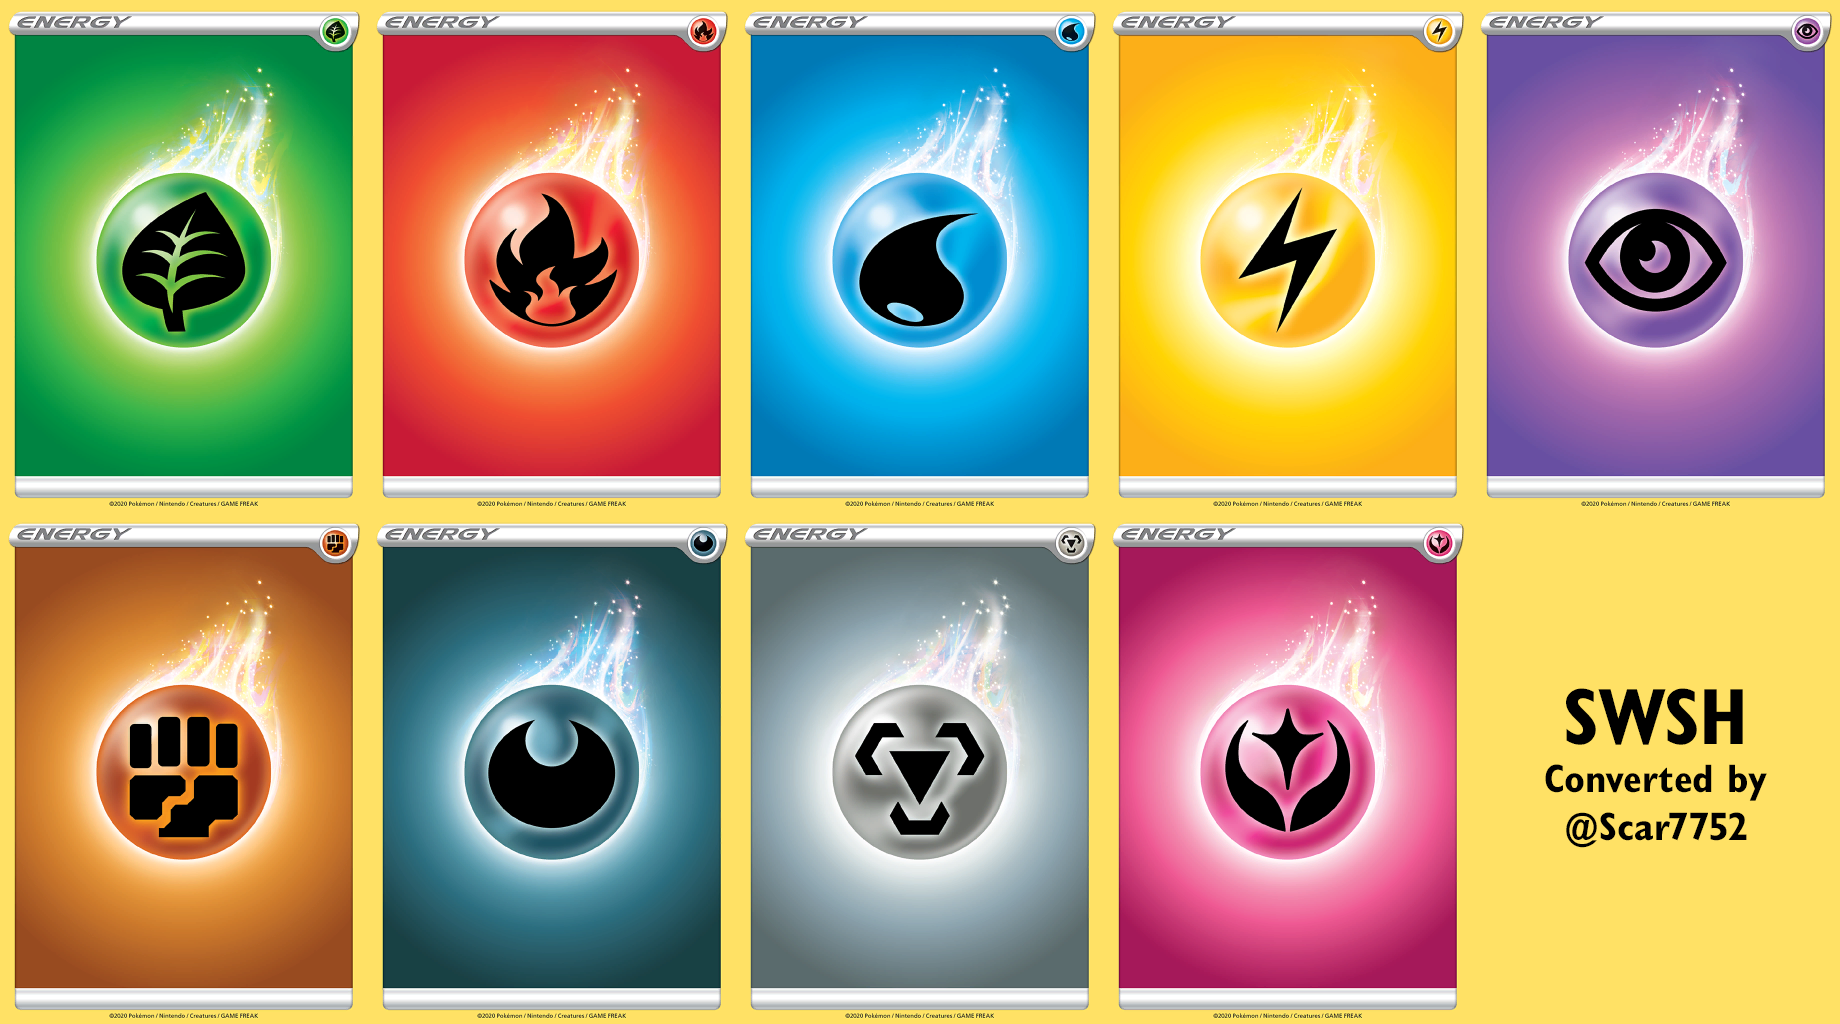 ENERGY
ENERGY
ENERGY
ENERGY
ENERGY
©2020 Pokémon / Nintendo / Creatures / GAME FREAK
©2020 Pokémon / Nintendo / Creatures / GAME FREAK
©2020 Pokémon / Nintendo / Creatures / GAME FREAK
©2020 Pokémon / Nintendo / Creatures / GAME FREAK
©2020 Pokémon / Nintendo / Creatures / GAME FREAK
ENERGY
ENERGY
ENERGY
ENERGY
SWSH
Converted by
@Scar7752
©2020 Pokémon / Nintendo / Creatures / GAME FREAK
©2020 Pokémon / Nintendo / Creatures / GAME FREAK
©2020 Pokémon / Nintendo / Creatures / GAME FREAK
©2020 Pokémon / Nintendo / Creatures / GAME FREAK